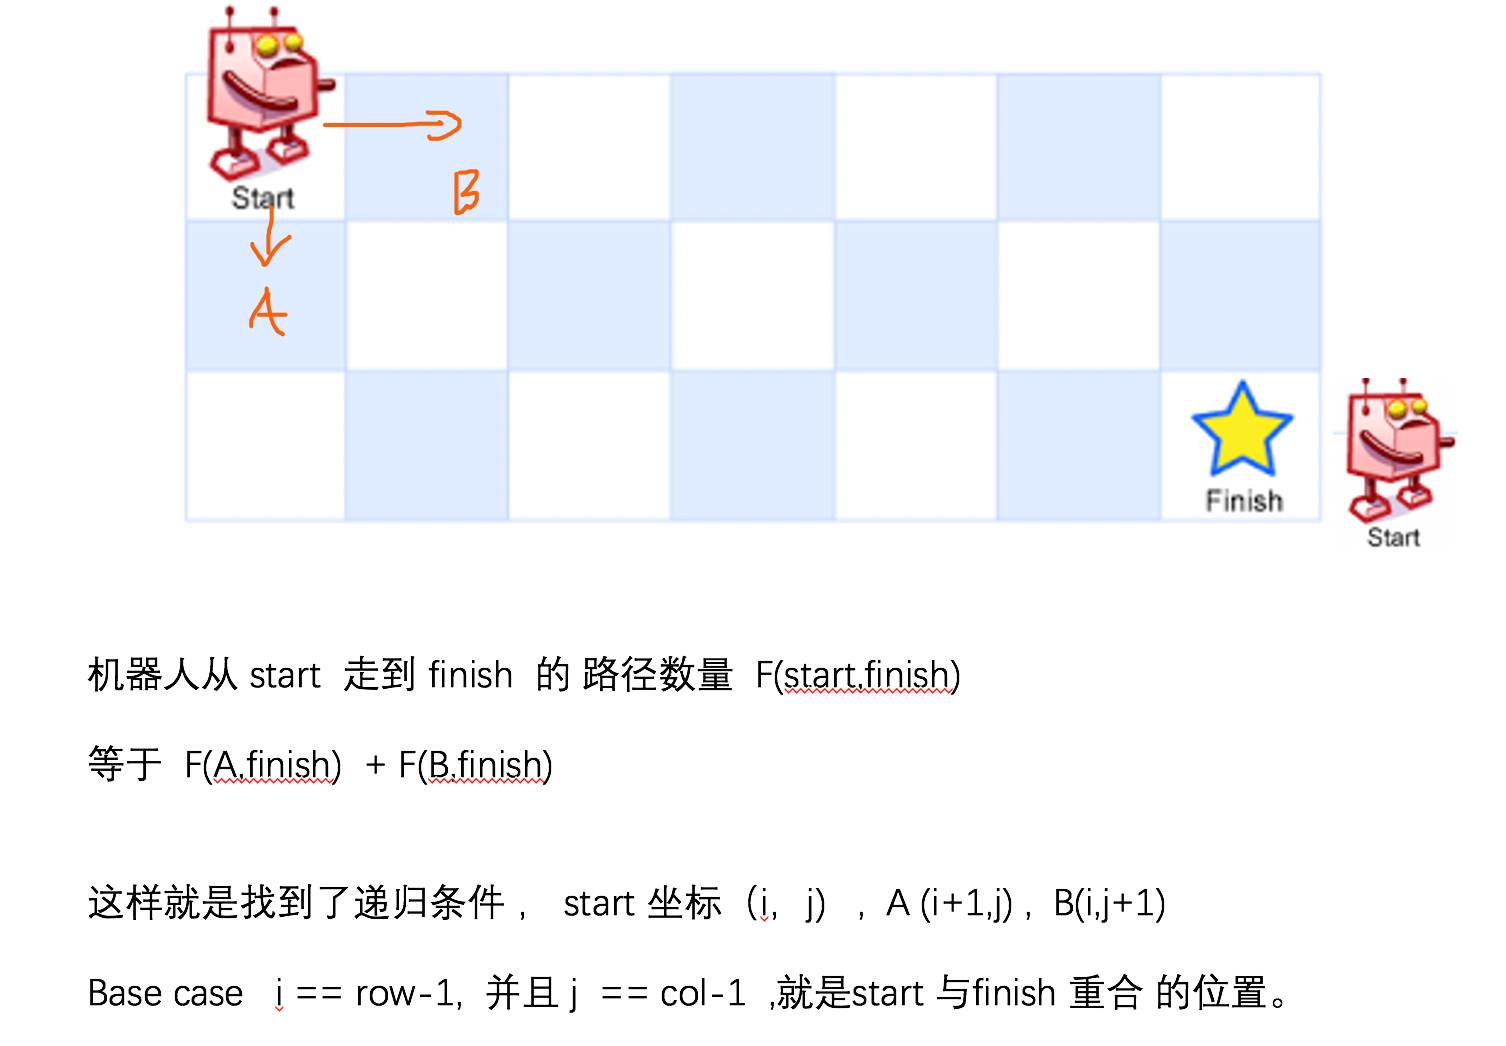 Start
B
A
Finish
Start
机器人从 start 走到 finish 的 路径数量 F(start,finish)
等于 F(A,finish) + F(B,finish)
这样就是找到了递归条件 , start 坐标（i, j) , A (i+1,j) , B(i,j+1)
Base case i == row-1, 并且 j == col-1 ,就是start 与finish 重合 的位置。